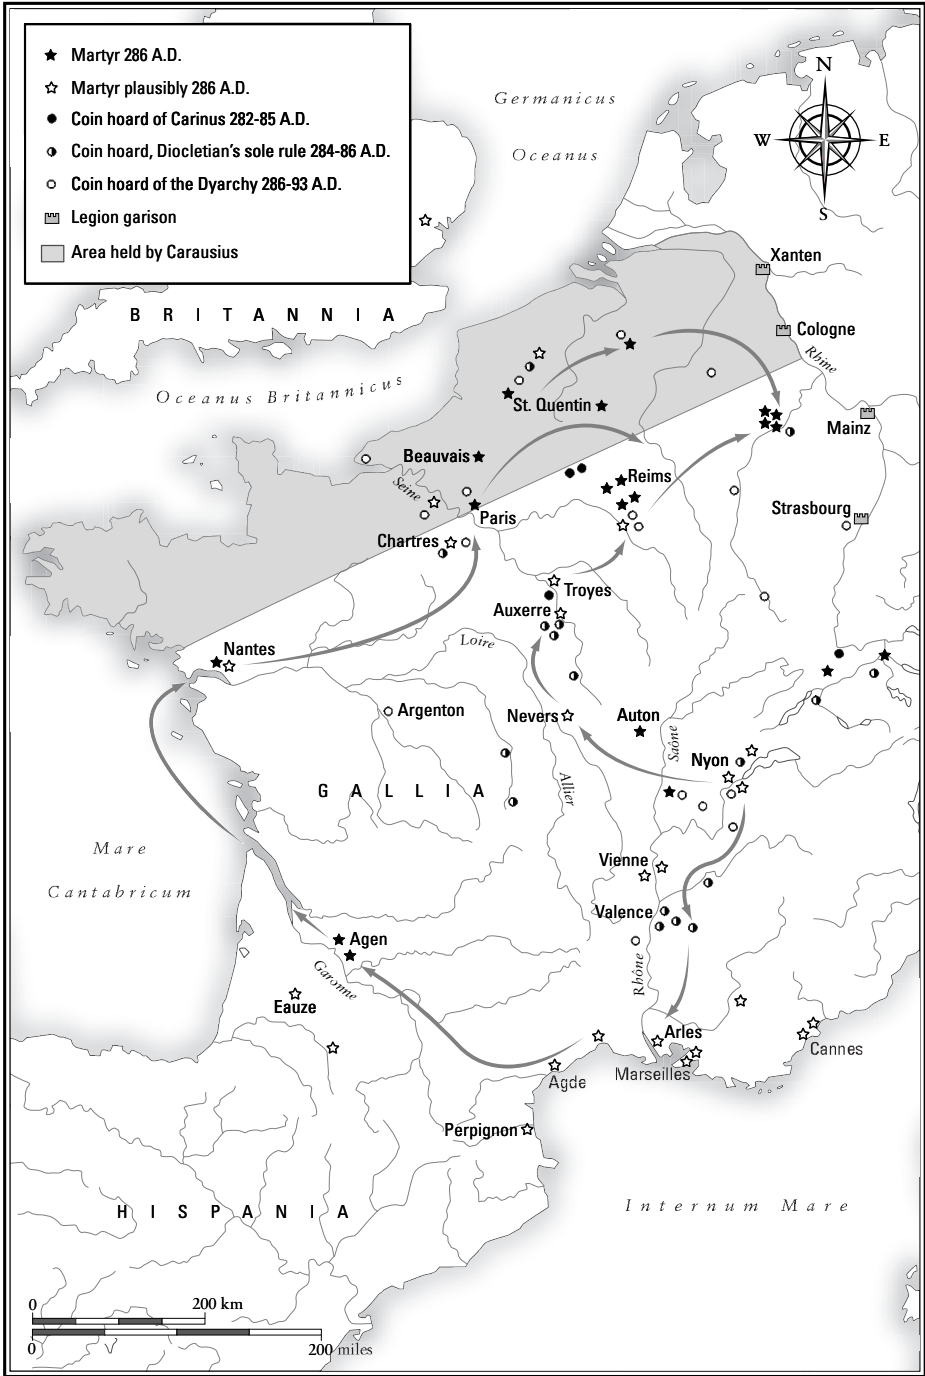 Martyr 286 A.D.
Martyr plausibly 286 A.D.
Coin hoard of Carinus 282-85 A.D.
Coin hoard, Diocletian's sole rule 284-86 A.D.
Coin hoard of the Dyarchy 286-93 A.D.
Legion garison
Area held by Carausius
Germanicus
Oceanus
N
W
E
S
Xanten
BRITANNIA
Cologne
Rhine
Oceanus Britannicus
St. Quentin
Mainz
Beauvais
Reims
Seine
Strasbourg
Paris
Chartres
Troyes
Auxerre
Loire
Nantes
Argenton
Nevers
Auton
Saône
Nyon
GALLIA
Allier
Mare
Cantabricum
Vienne
Valence
Agen
Garonne
Rhône
Eauze
Arles
Cannes
Marseilles
Agde
Perpignon
Internum Mare
HISPANIA
0 200 km
0 200 miles